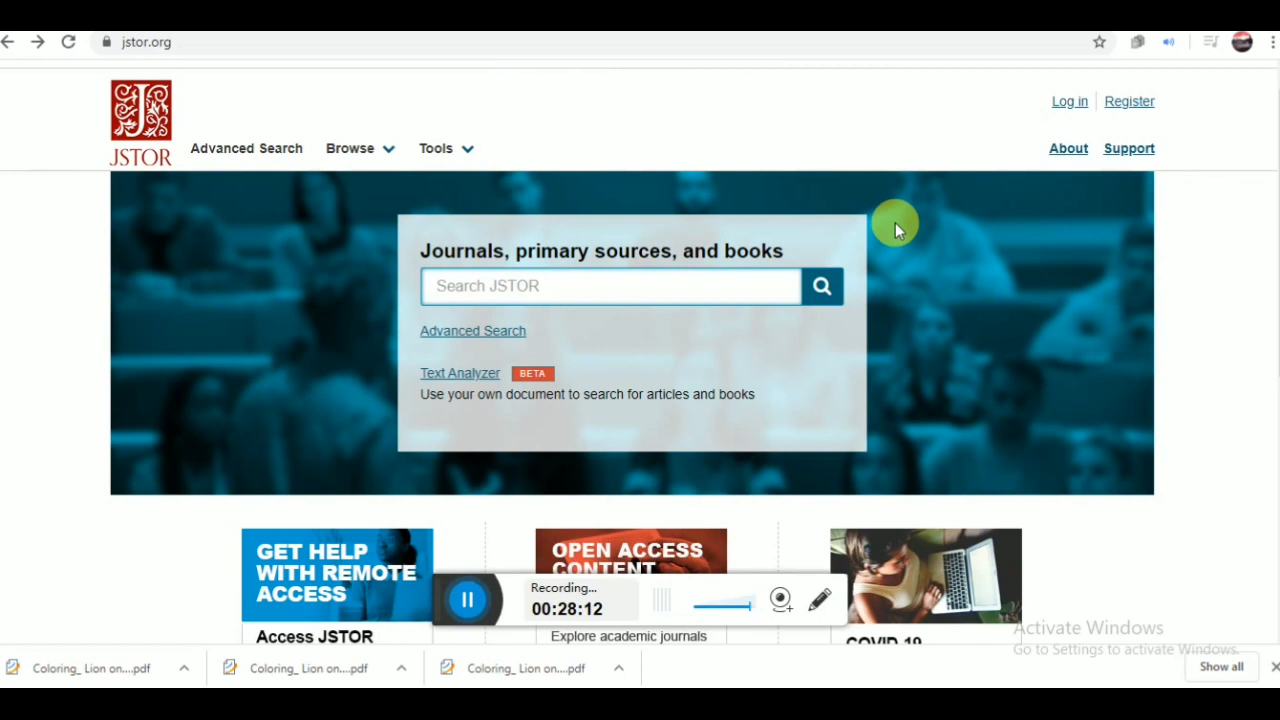 jstor.org
Log in Register
JSTOR
Advanced Search Browse Tools
About Support
Journals, primary sources, and books
Search JSTOR
Advanced Search
Text Analyzer BETA
Use your own document to search for articles and books
GET HELP
WITH REMOTE
ACCESS
OPEN ACCESS
CONTENT
Recording...
00:28:12
Access JSTOR
Explore academic journals
COVID-19
Activate Windows
Go to Settings to activate Windows.
Coloring_ Lion on....pdf
Coloring_ Lion on....pdf
Coloring_ Lion on....pdf
Show all